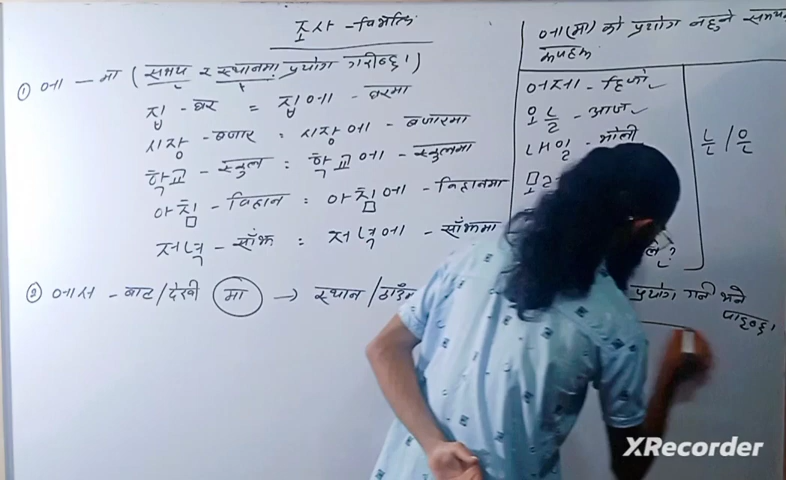 조사 - विभक्ति
① 에 - मा ( समय र स्थानमा प्रयोग गरीन्छ। )
집 - घर = 집에 - घरमा
시장 - बजार : 시장에 - बजारमा
학교 - स्कुल : 학교에 - स्कुलमा
아침 - विहान : 아침에 - विहानमा
저녁 - साँझ : 저녁에 - साँझमा
② 에서 - बाट/देखी मा → स्थान/ठाउँमा
प्रयोग गर्ने भने
पाइन्छ।
에(मा) को प्रयोग नहुने समय
어제 - हिजो
오늘 - आज
내일 - भोली
ㄴ/은
XRecorder